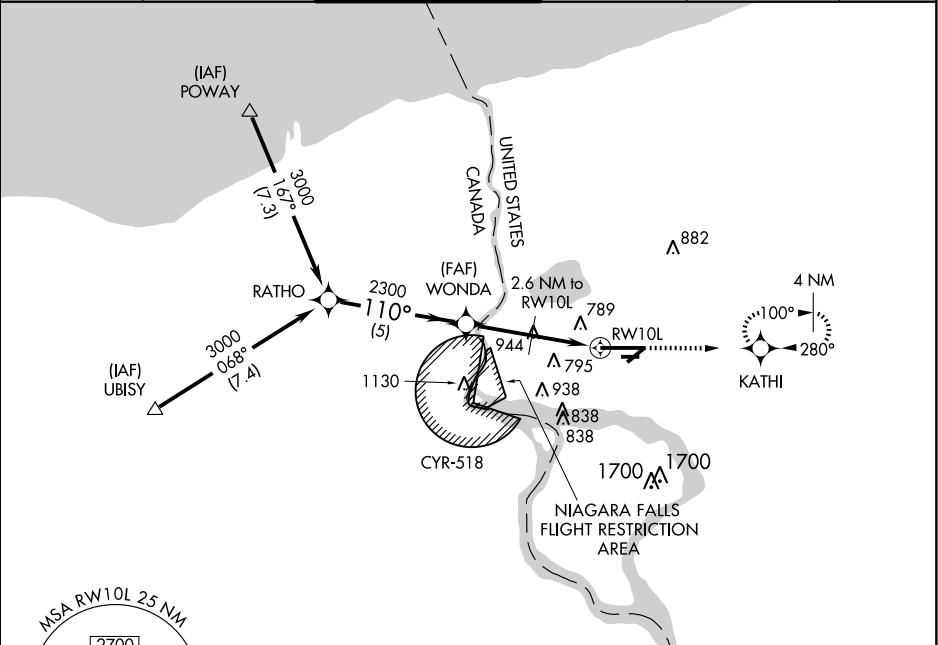 (IAF)
POWAY
3000
167°
(7.3)
UNITED STATES
CANADA
882
(FAF)
WONDA
2.6 NM to
RW10L
4 NM
RATHO
2300
110°
(5)
789
100°
RW10L
944
280°
3000
068°
(7.4)
795
KATHI
(IAF)
UBISY
1130
938
838
838
CYR-518
1700
1700
NIAGARA FALLS
FLIGHT RESTRICTION
AREA
MSA RW10L 25 NM
2700